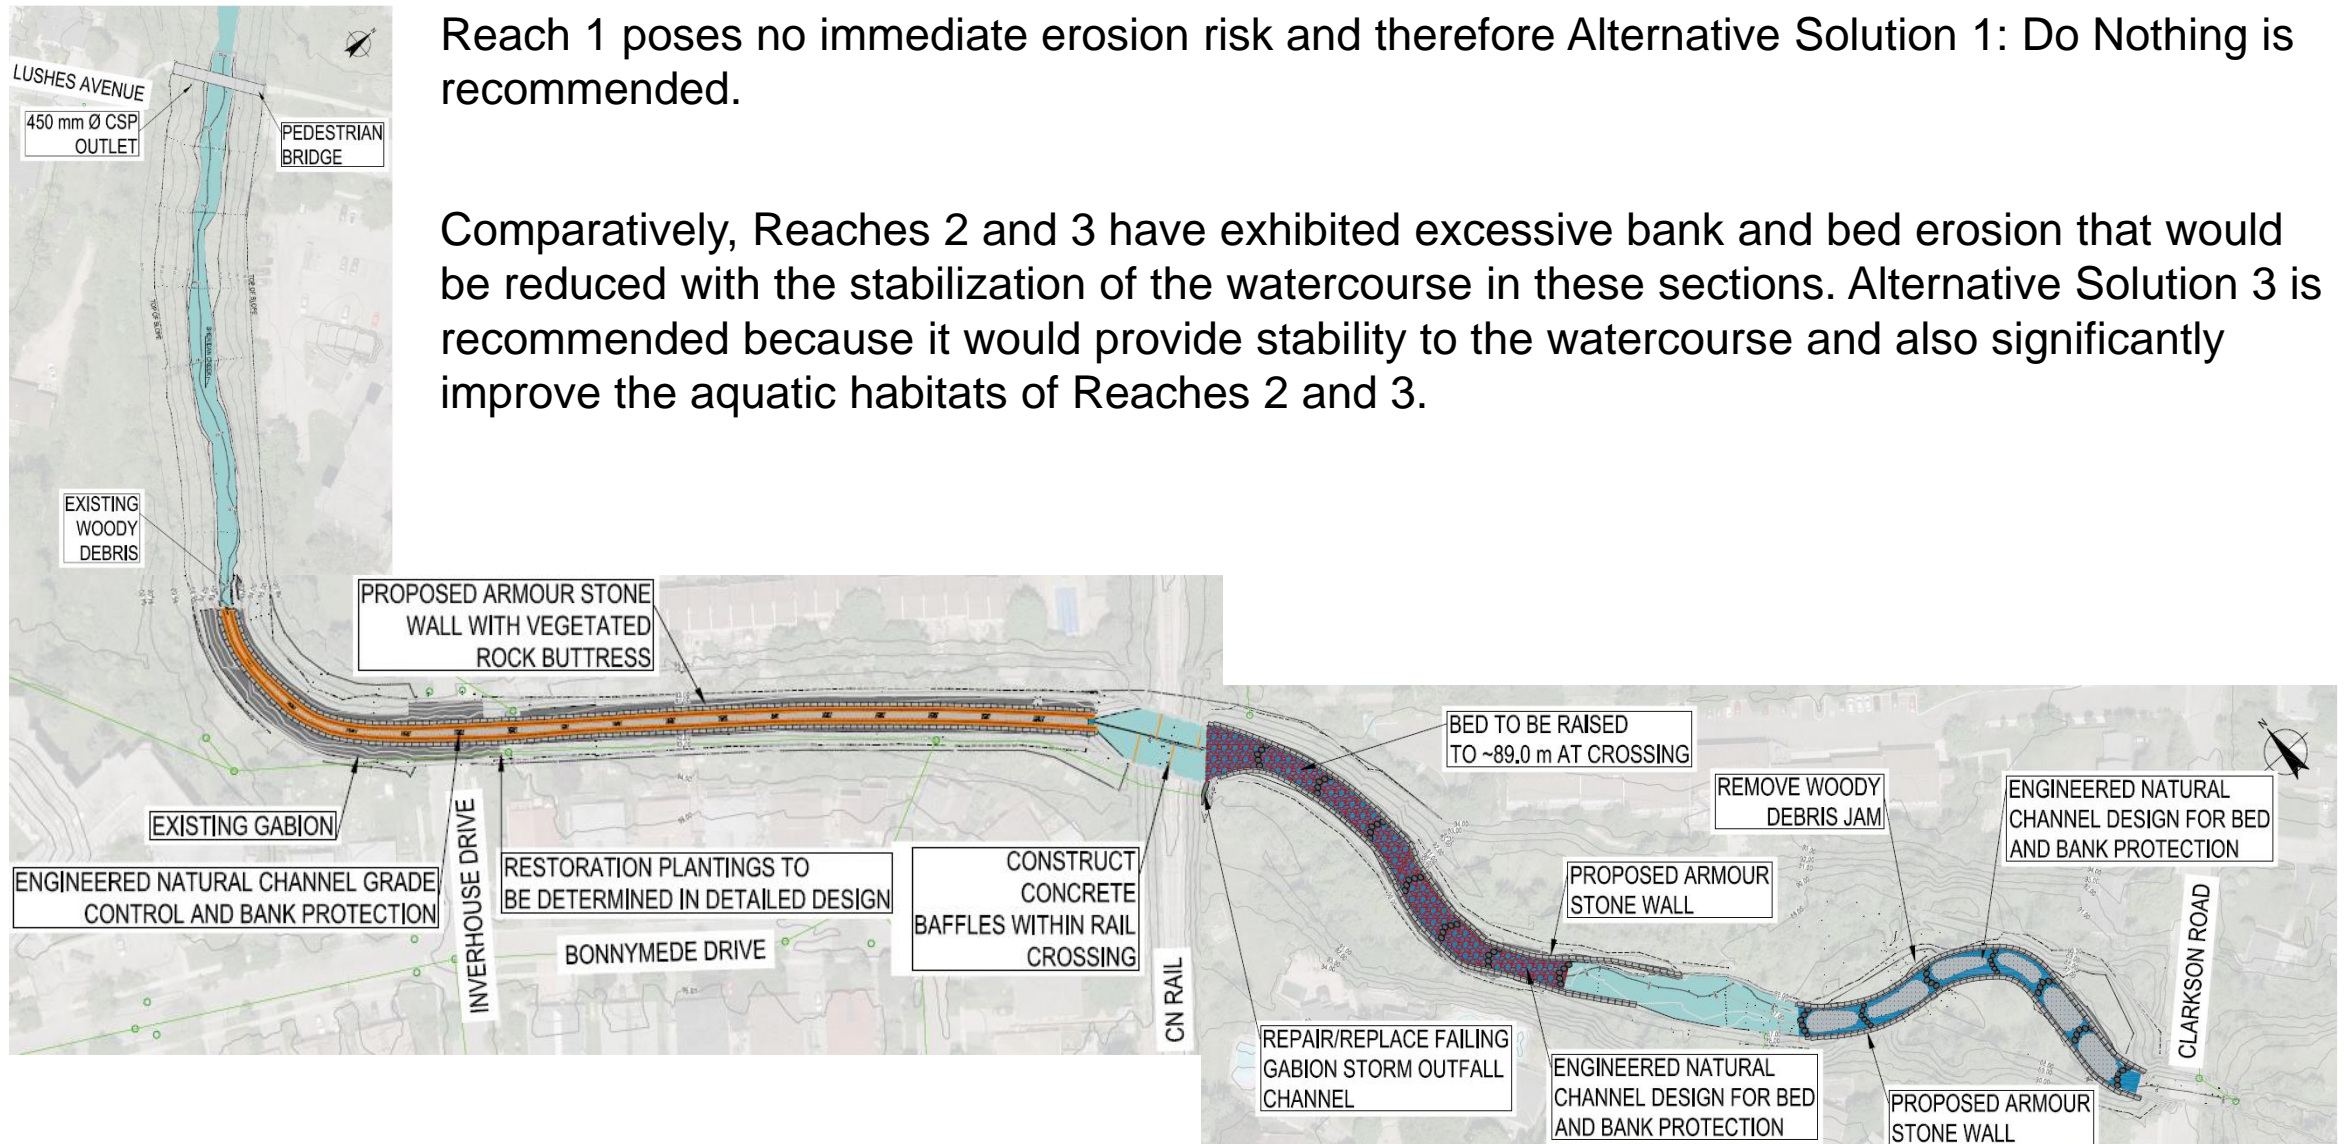 Reach 1 poses no immediate erosion risk and therefore Alternative Solution 1: Do Nothing is
recommended.
Comparatively, Reaches 2 and 3 have exhibited excessive bank and bed erosion that would
be reduced with the stabilization of the watercourse in these sections. Alternative Solution 3 is
recommended because it would provide stability to the watercourse and also significantly
improve the aquatic habitats of Reaches 2 and 3.
LUSHES AVENUE
450 mm Ø CSP
OUTLET
PEDESTRIAN
BRIDGE
TOP OF SLOPE
TOP OF SLOPE
SHERIDAN CREEK
EXISTING
WOODY
DEBRIS
PROPOSED ARMOUR STONE
WALL WITH VEGETATED
ROCK BUTTRESS
EXISTING GABION
ENGINEERED NATURAL CHANNEL GRADE
CONTROL AND BANK PROTECTION
INVERHOUSE DRIVE
RESTORATION PLANTINGS TO
BE DETERMINED IN DETAILED DESIGN
BONNYMEDE DRIVE
CONSTRUCT
CONCRETE
BAFFLES WITHIN RAIL
CROSSING
CN RAIL
BED TO BE RAISED
TO ~89.0 m AT CROSSING
REMOVE WOODY
DEBRIS JAM
ENGINEERED NATURAL
CHANNEL DESIGN FOR BED
AND BANK PROTECTION
N
PROPOSED ARMOUR
STONE WALL
CLARKSON ROAD
REPAIR/REPLACE FAILING
GABION STORM OUTFALL
CHANNEL
ENGINEERED NATURAL
CHANNEL DESIGN FOR BED
AND BANK PROTECTION
PROPOSED ARMOUR
STONE WALL